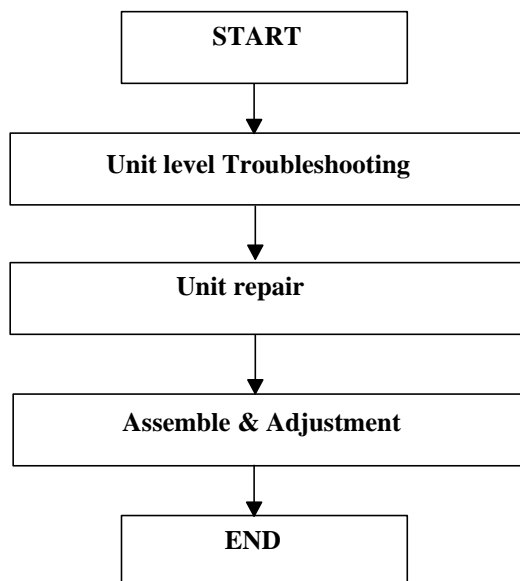 START
Unit level Troubleshooting
Unit repair
Assemble & Adjustment
END